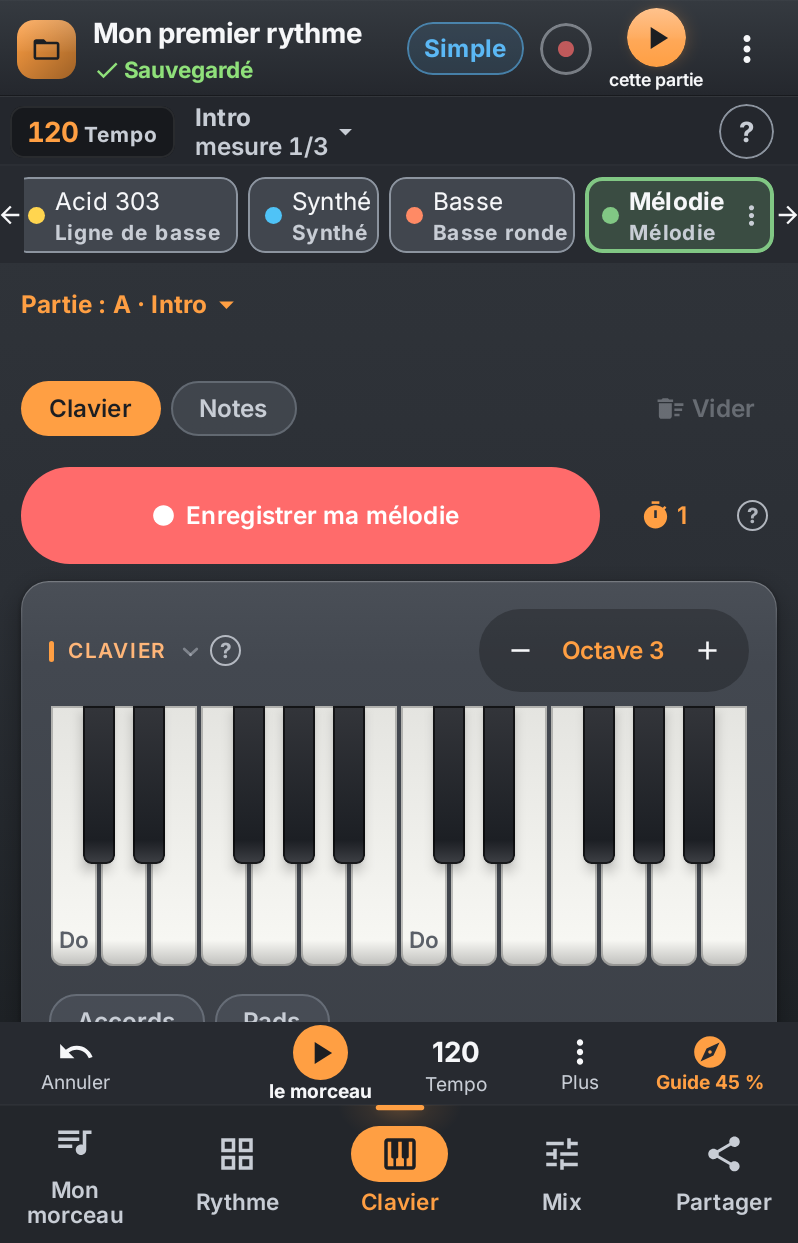 Mon premier rythme
Sauvegardé
Simple
cette partie
120 Tempo
Intro
mesure 1/3
?
Acid 303
Ligne de basse
Synthé
Synthé
Basse
Basse ronde
Mélodie
Mélodie
Partie : A · Intro
Clavier
Notes
Vider
Enregistrer ma mélodie
1
?
CLAVIER
?
− Octave 3 +
Do
Do
Accords
Pads
Annuler
le morceau
120
Tempo
Plus
Guide 45 %
Mon
morceau
Rythme
Clavier
Mix
Partager